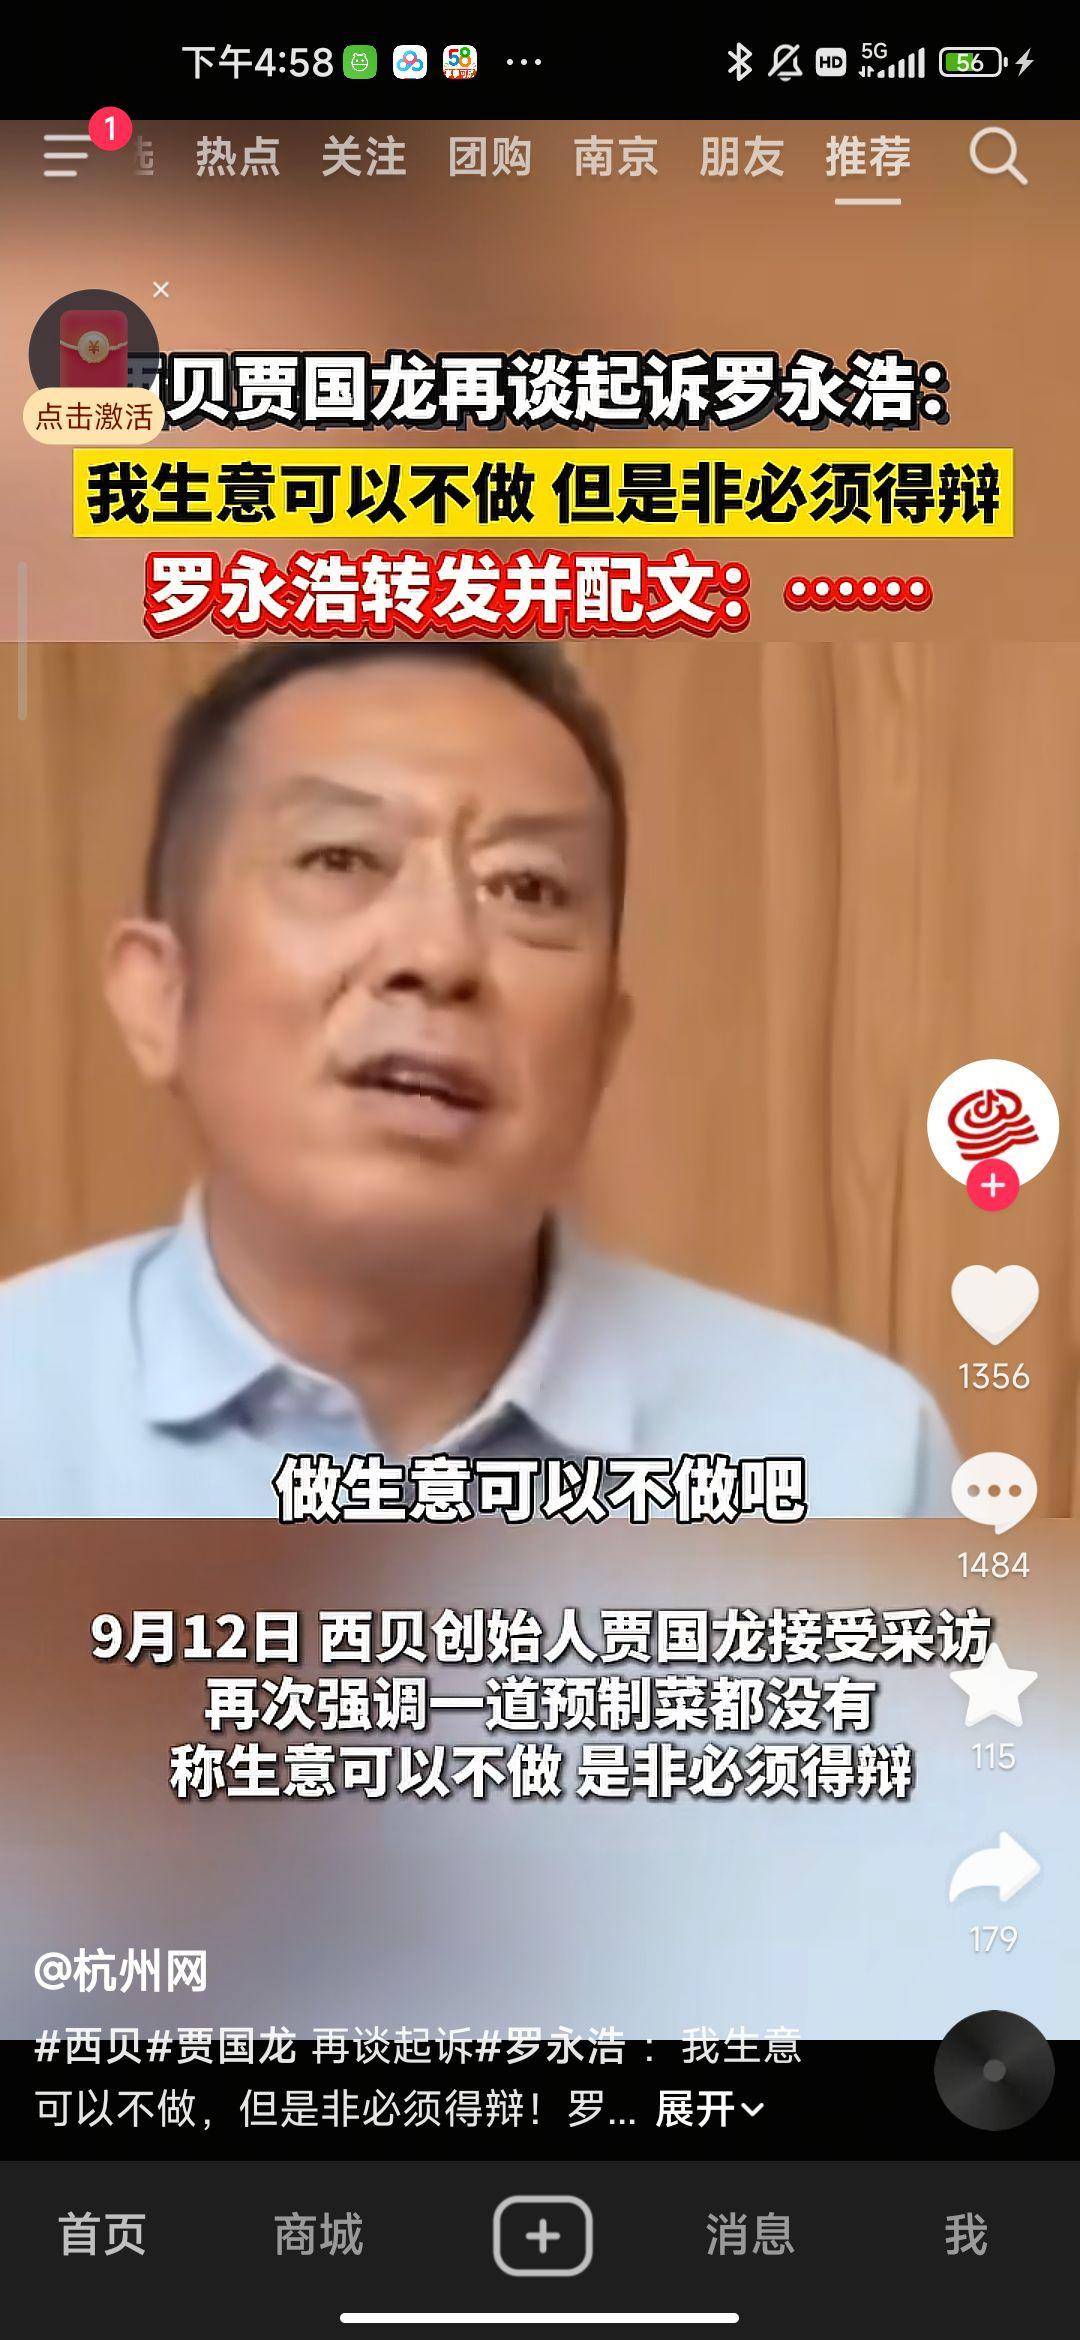 下午4:58
58
HD
5G
56
1
热点 关注 团购 南京 朋友 推荐
点击激活
西贝贾国龙再谈起诉罗永浩：
我生意可以不做 但是非必须得辩
罗永浩转发并配文：……
1356
做生意可以不做吧
1484
9月12日 西贝创始人贾国龙接受采访
再次强调一道预制菜都没有
115
称生意可以不做 是非必须得辩
179
@杭州网
#西贝#贾国龙 再谈起诉#罗永浩 ：我生意
可以不做，但是非必须得辩！罗... 展开
首页 商城 消息 我